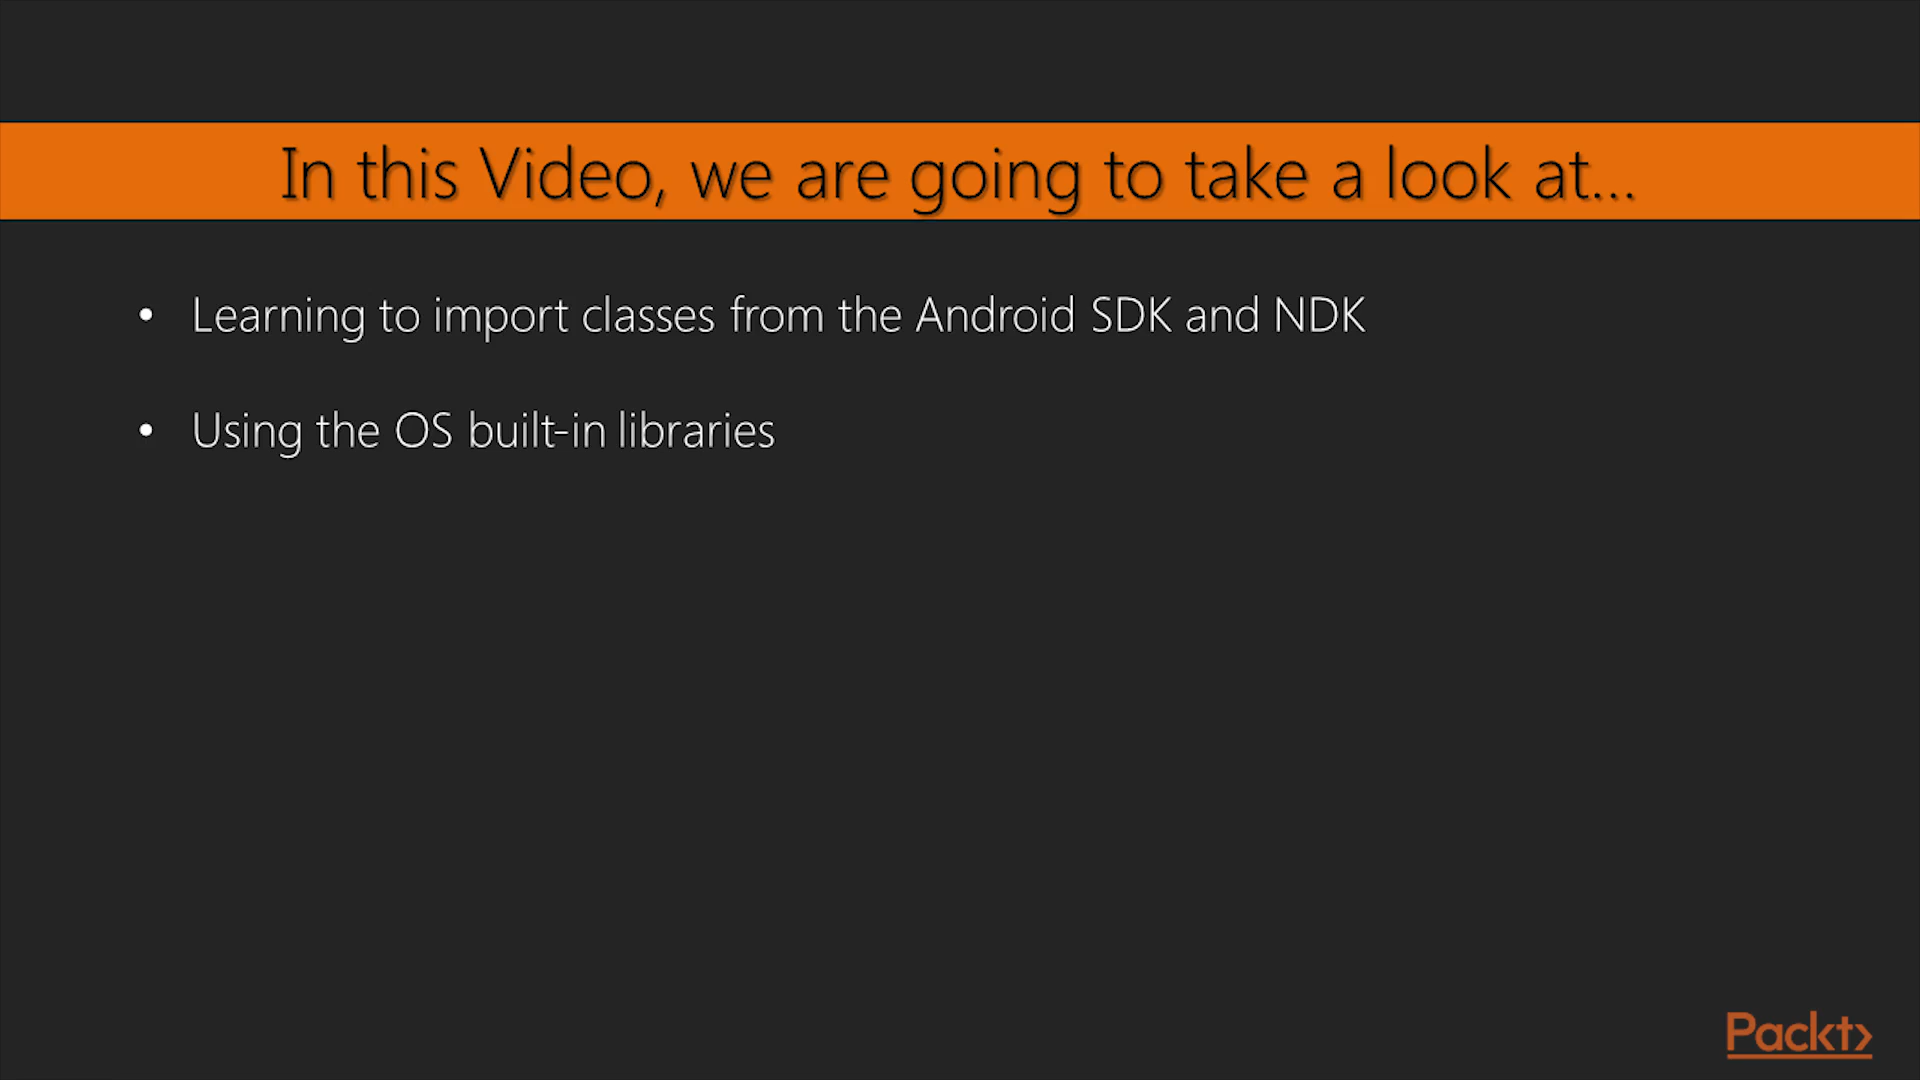 In this Video, we are going to take a look at...
• Learning to import classes from the Android SDK and NDK
• Using the OS built-in libraries
Packt>